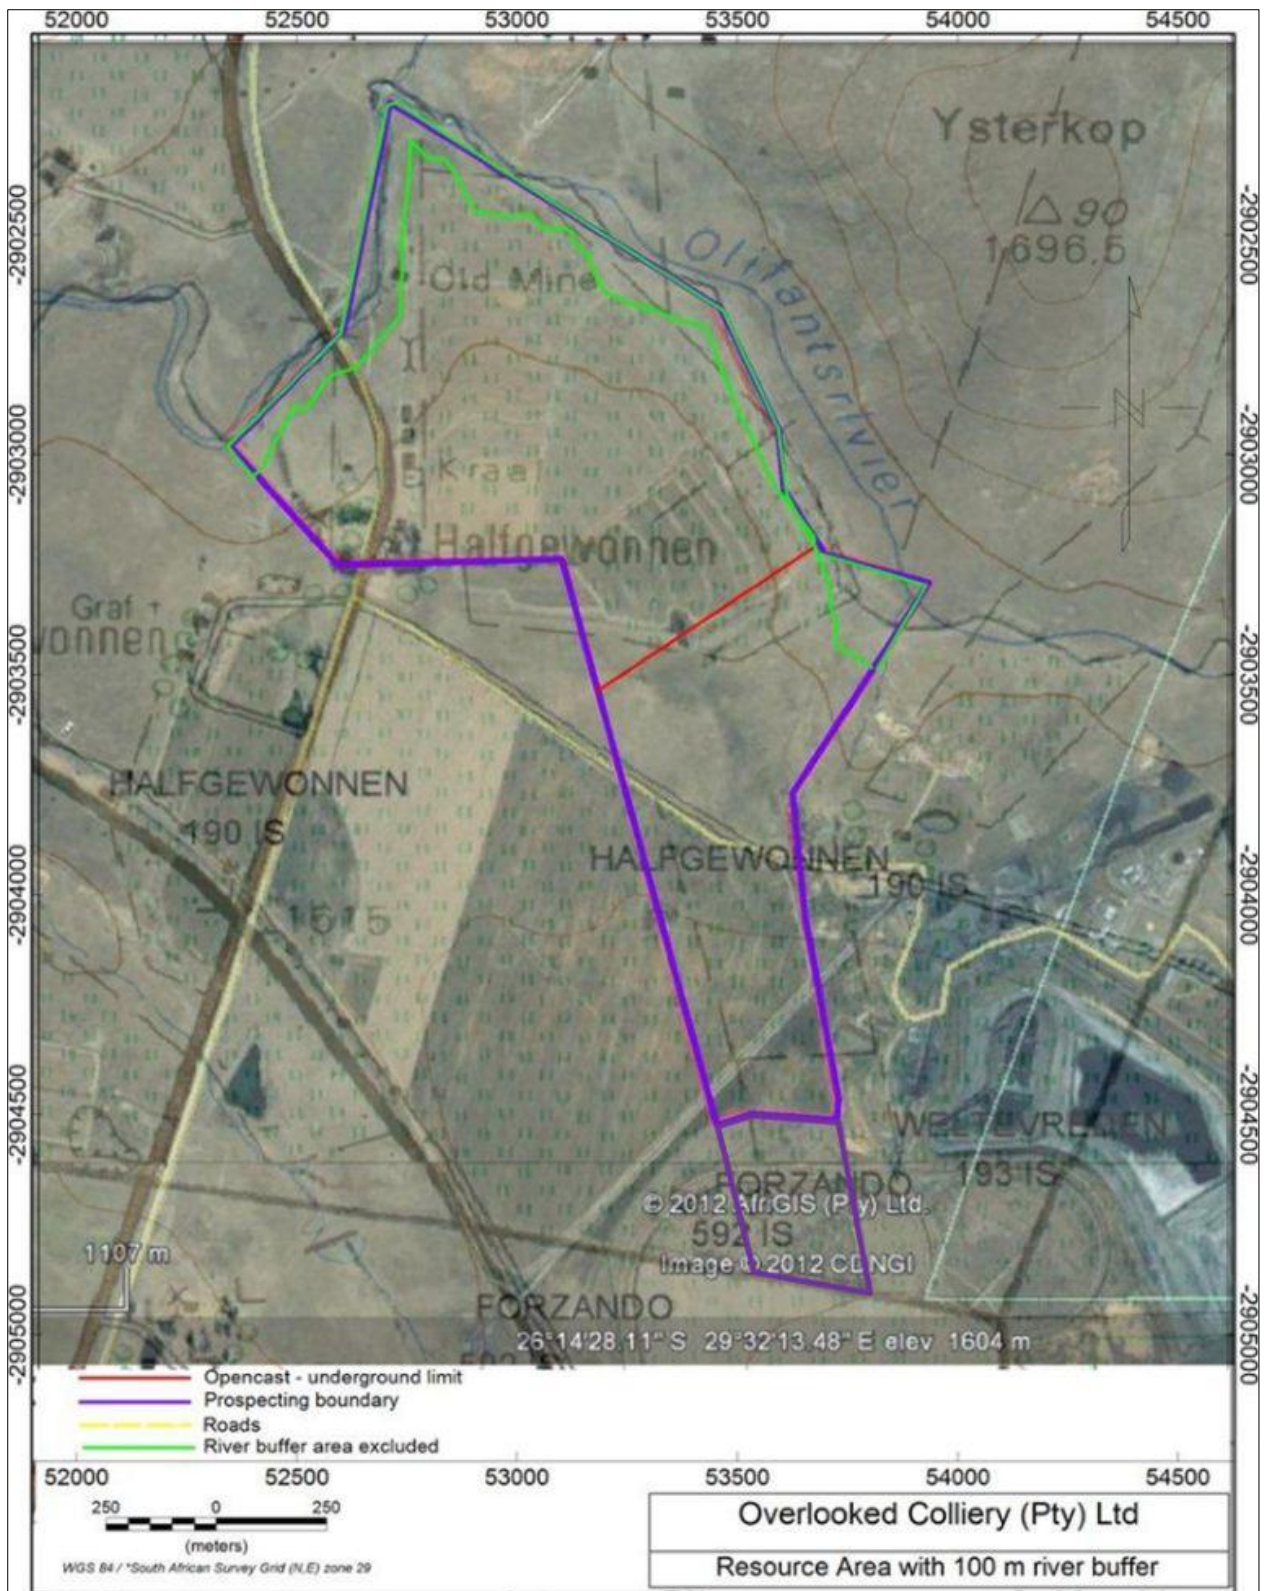 52000 52500 53000 53500 54000 54500
-2902500
-2903000
-2903500
-2904000
-2904500
-2905000
-2902500
-2903000
-2903500
-2904000
-2904500
-2905000
Ysterkop
90
1696.5
Olifantsrivier
Old Mine
Kraal
Halfgewonnen
Graf +
wonnen
N
HALFGEWONNEN
190 IS
HALFGEWONNEN
190 IS
1615
WELTEVREDEN
193 IS
FORZANDO
592 IS
© 2012 AfriGIS (Pty) Ltd.
Image © 2012 CDNGI
1107 m
FORZANDO
26°14'28.11" S 29°32'13.48" E elev 1604 m
Opencast - underground limit
Prospecting boundary
Roads
River buffer area excluded
52000 52500 53000 53500 54000 54500
250 0 250
(meters)
WGS 84 / *South African Survey Grid (N,E) zone 29
Overlooked Colliery (Pty) Ltd
Resource Area with 100 m river buffer